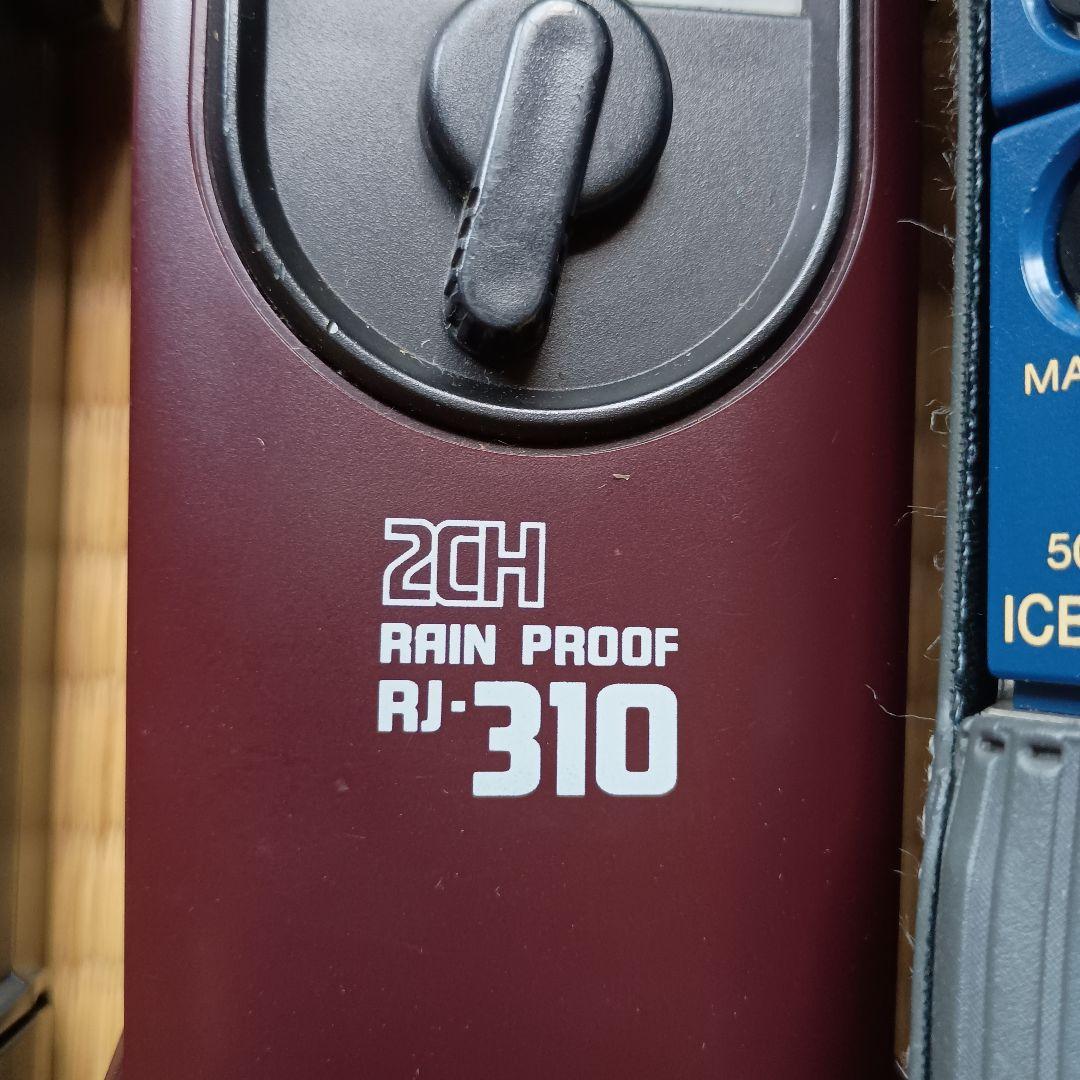 2CH
RAIN PROOF
RJ-310
MA
50
ICE